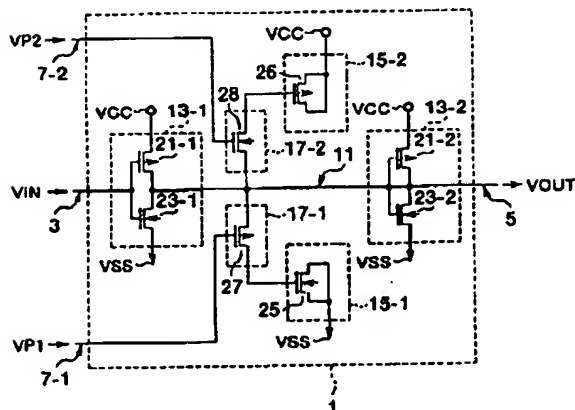 VP2
7-2
VCC
26
15-2
28
VCC
13-1
21-1
17-2
11
VCC
13-2
21-2
VIN
3
23-1
17-1
23-2
VOUT
5
VSS
27
25
15-1
VSS
VSS
VP1
7-1
1